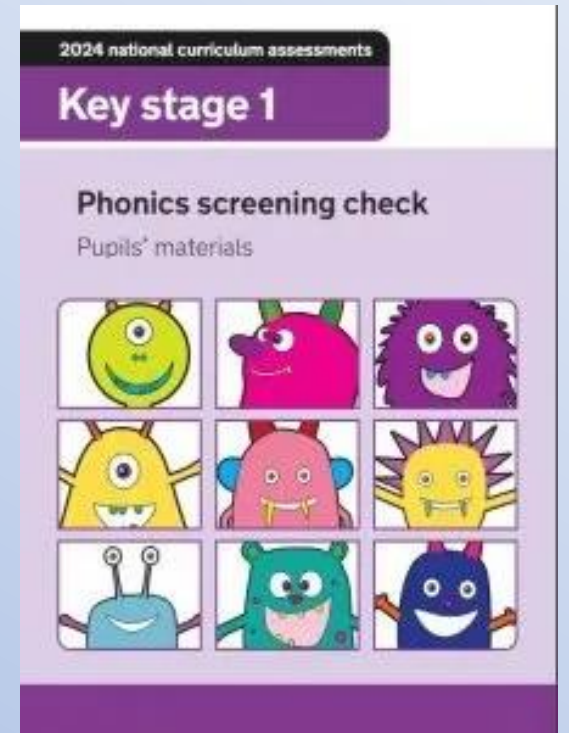 2024 national curriculum assessments
Key stage 1
Phonics screening check
Pupils' materials